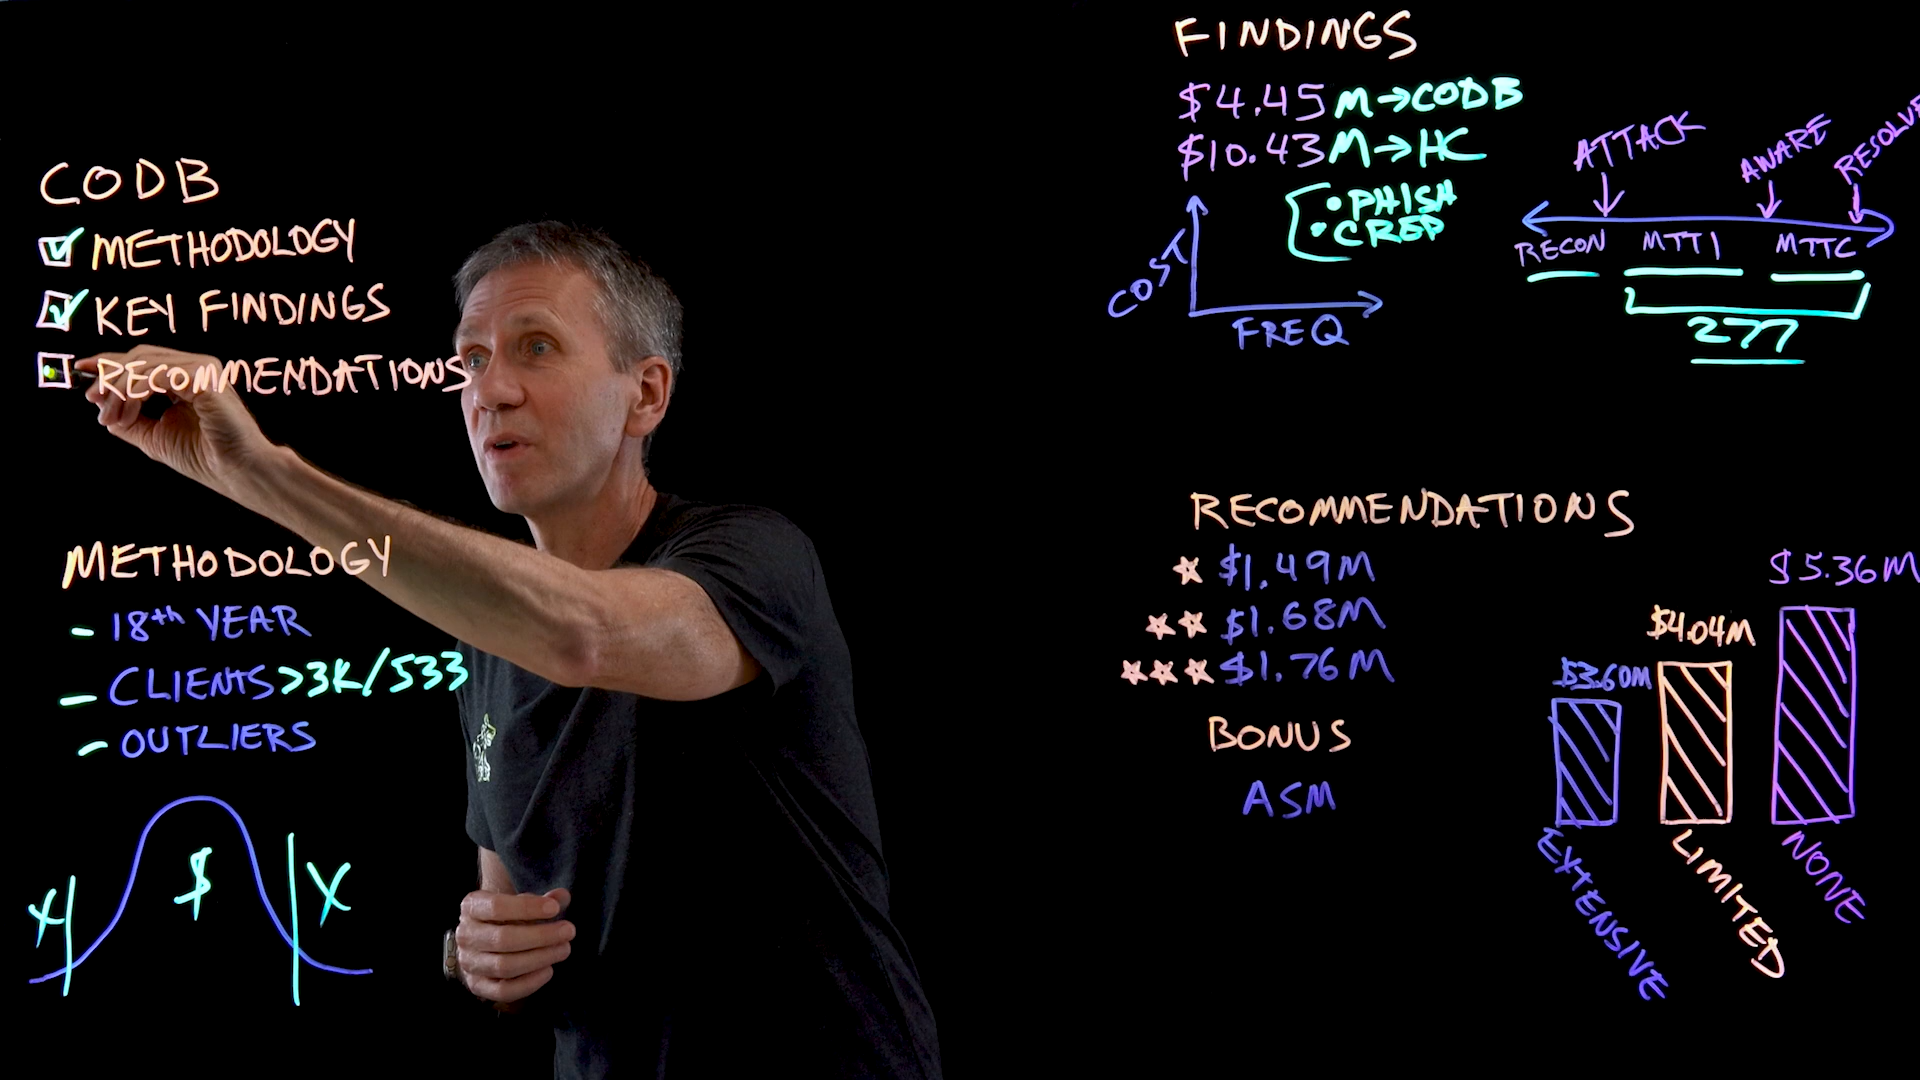 CODB
METHODOLOGY
KEY FINDINGS
RECOMMENDATIONS
METHODOLOGY
- 18th YEAR
- CLIENTS >3K/533
- OUTLIERS
X $ X
FINDINGS
$4.45M→CODB
$10.43M→HC
• PHISH
• CRED
COST
FREQ
ATTACK
AWARE
RESOLVE
RECON MTTI MTTC
277
RECOMMENDATIONS
★ $1.49M
★★ $1.68M
★★★ $1.76M
BONUS
ASM
$3.60M
$4.04M
$5.36M
EXTENSIVE
LIMITED
NONE